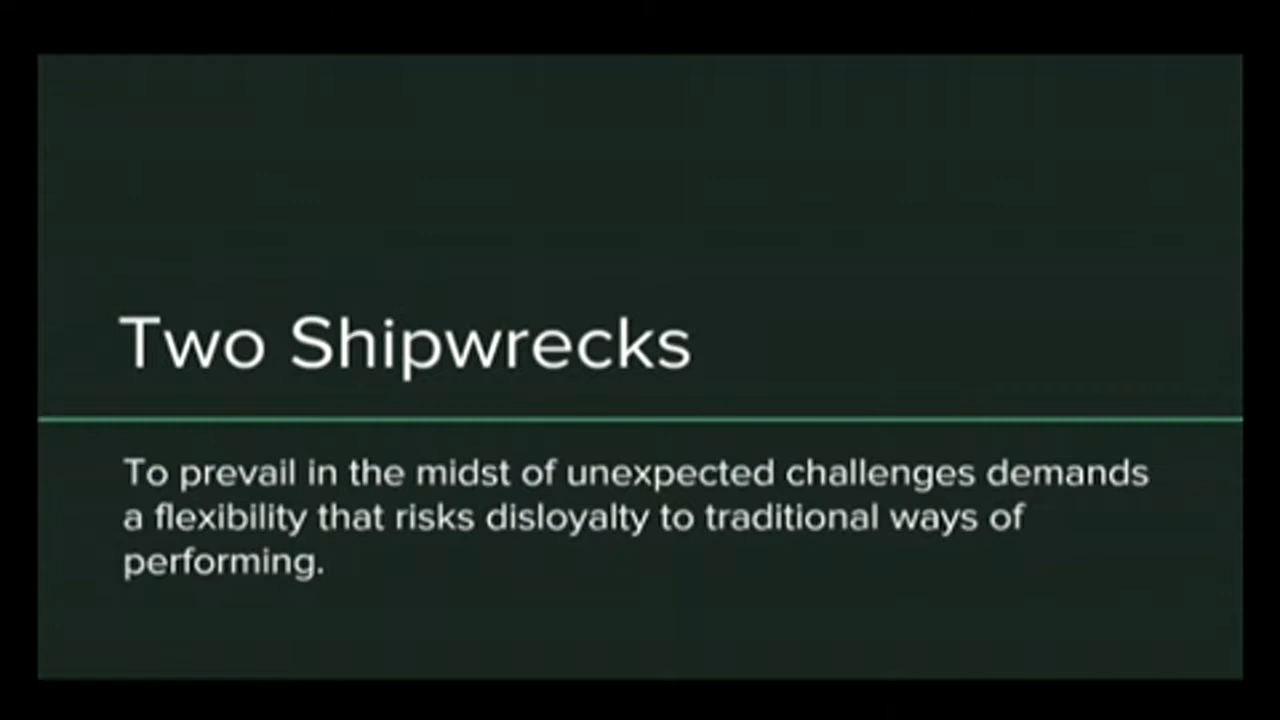 Two Shipwrecks
To prevail in the midst of unexpected challenges demands
a flexibility that risks disloyalty to traditional ways of
performing.